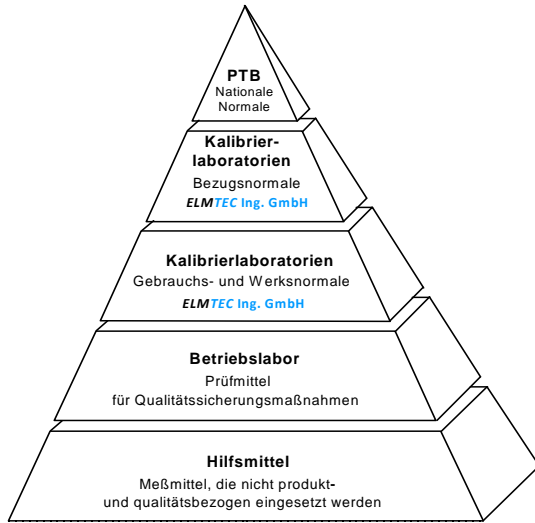 PTB
Nationale
Normale
Kalibrier-
laboratorien
Bezugsnormale
ELMTEC Ing. GmbH
Kalibrierlaboratorien
Gebrauchs- und Werksnormale
ELMTEC Ing. GmbH
Betriebslabor
Prüfmittel
für Qualitätssicherungsmaßnahmen
Hilfsmittel
Meßmittel, die nicht produkt-
und qualitätsbezogen eingesetzt werden